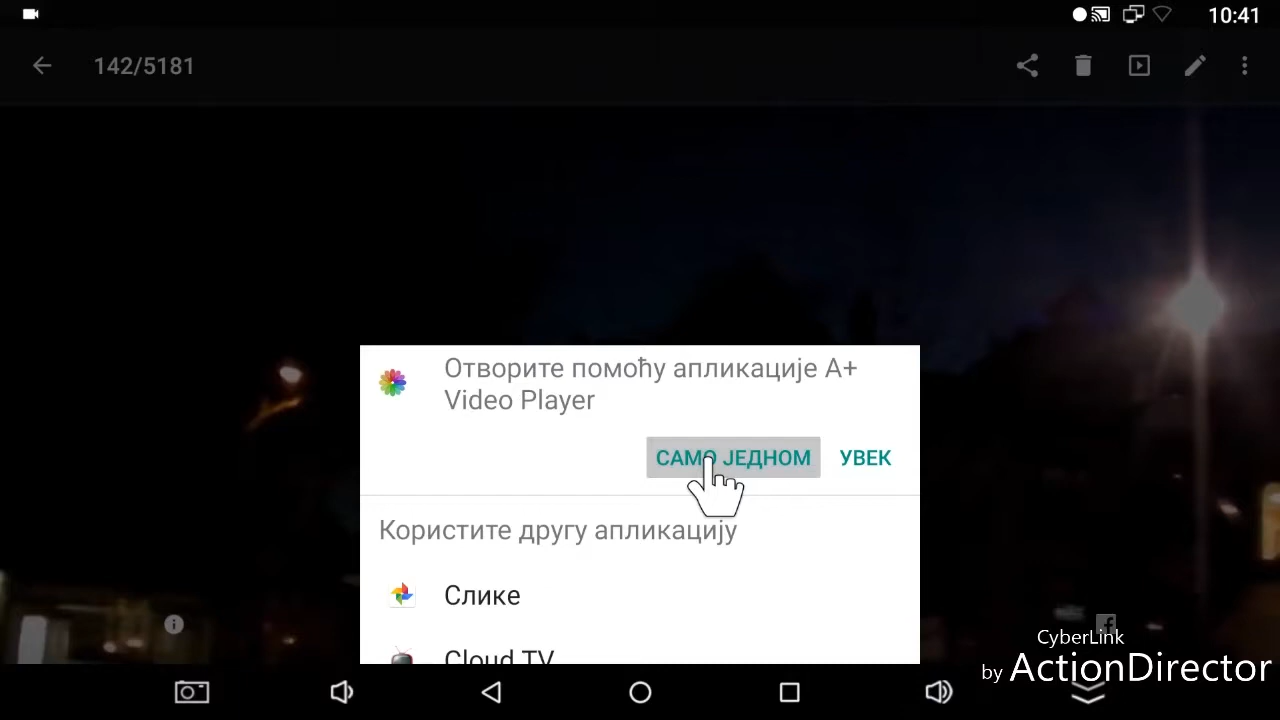 10:41
142/5181
Отворите помоћу апликације A+
Video Player
САМО ЈЕДНОМ УВЕК
Користите другу апликацију
Слике
Cloud TV
CyberLink
by ActionDirector